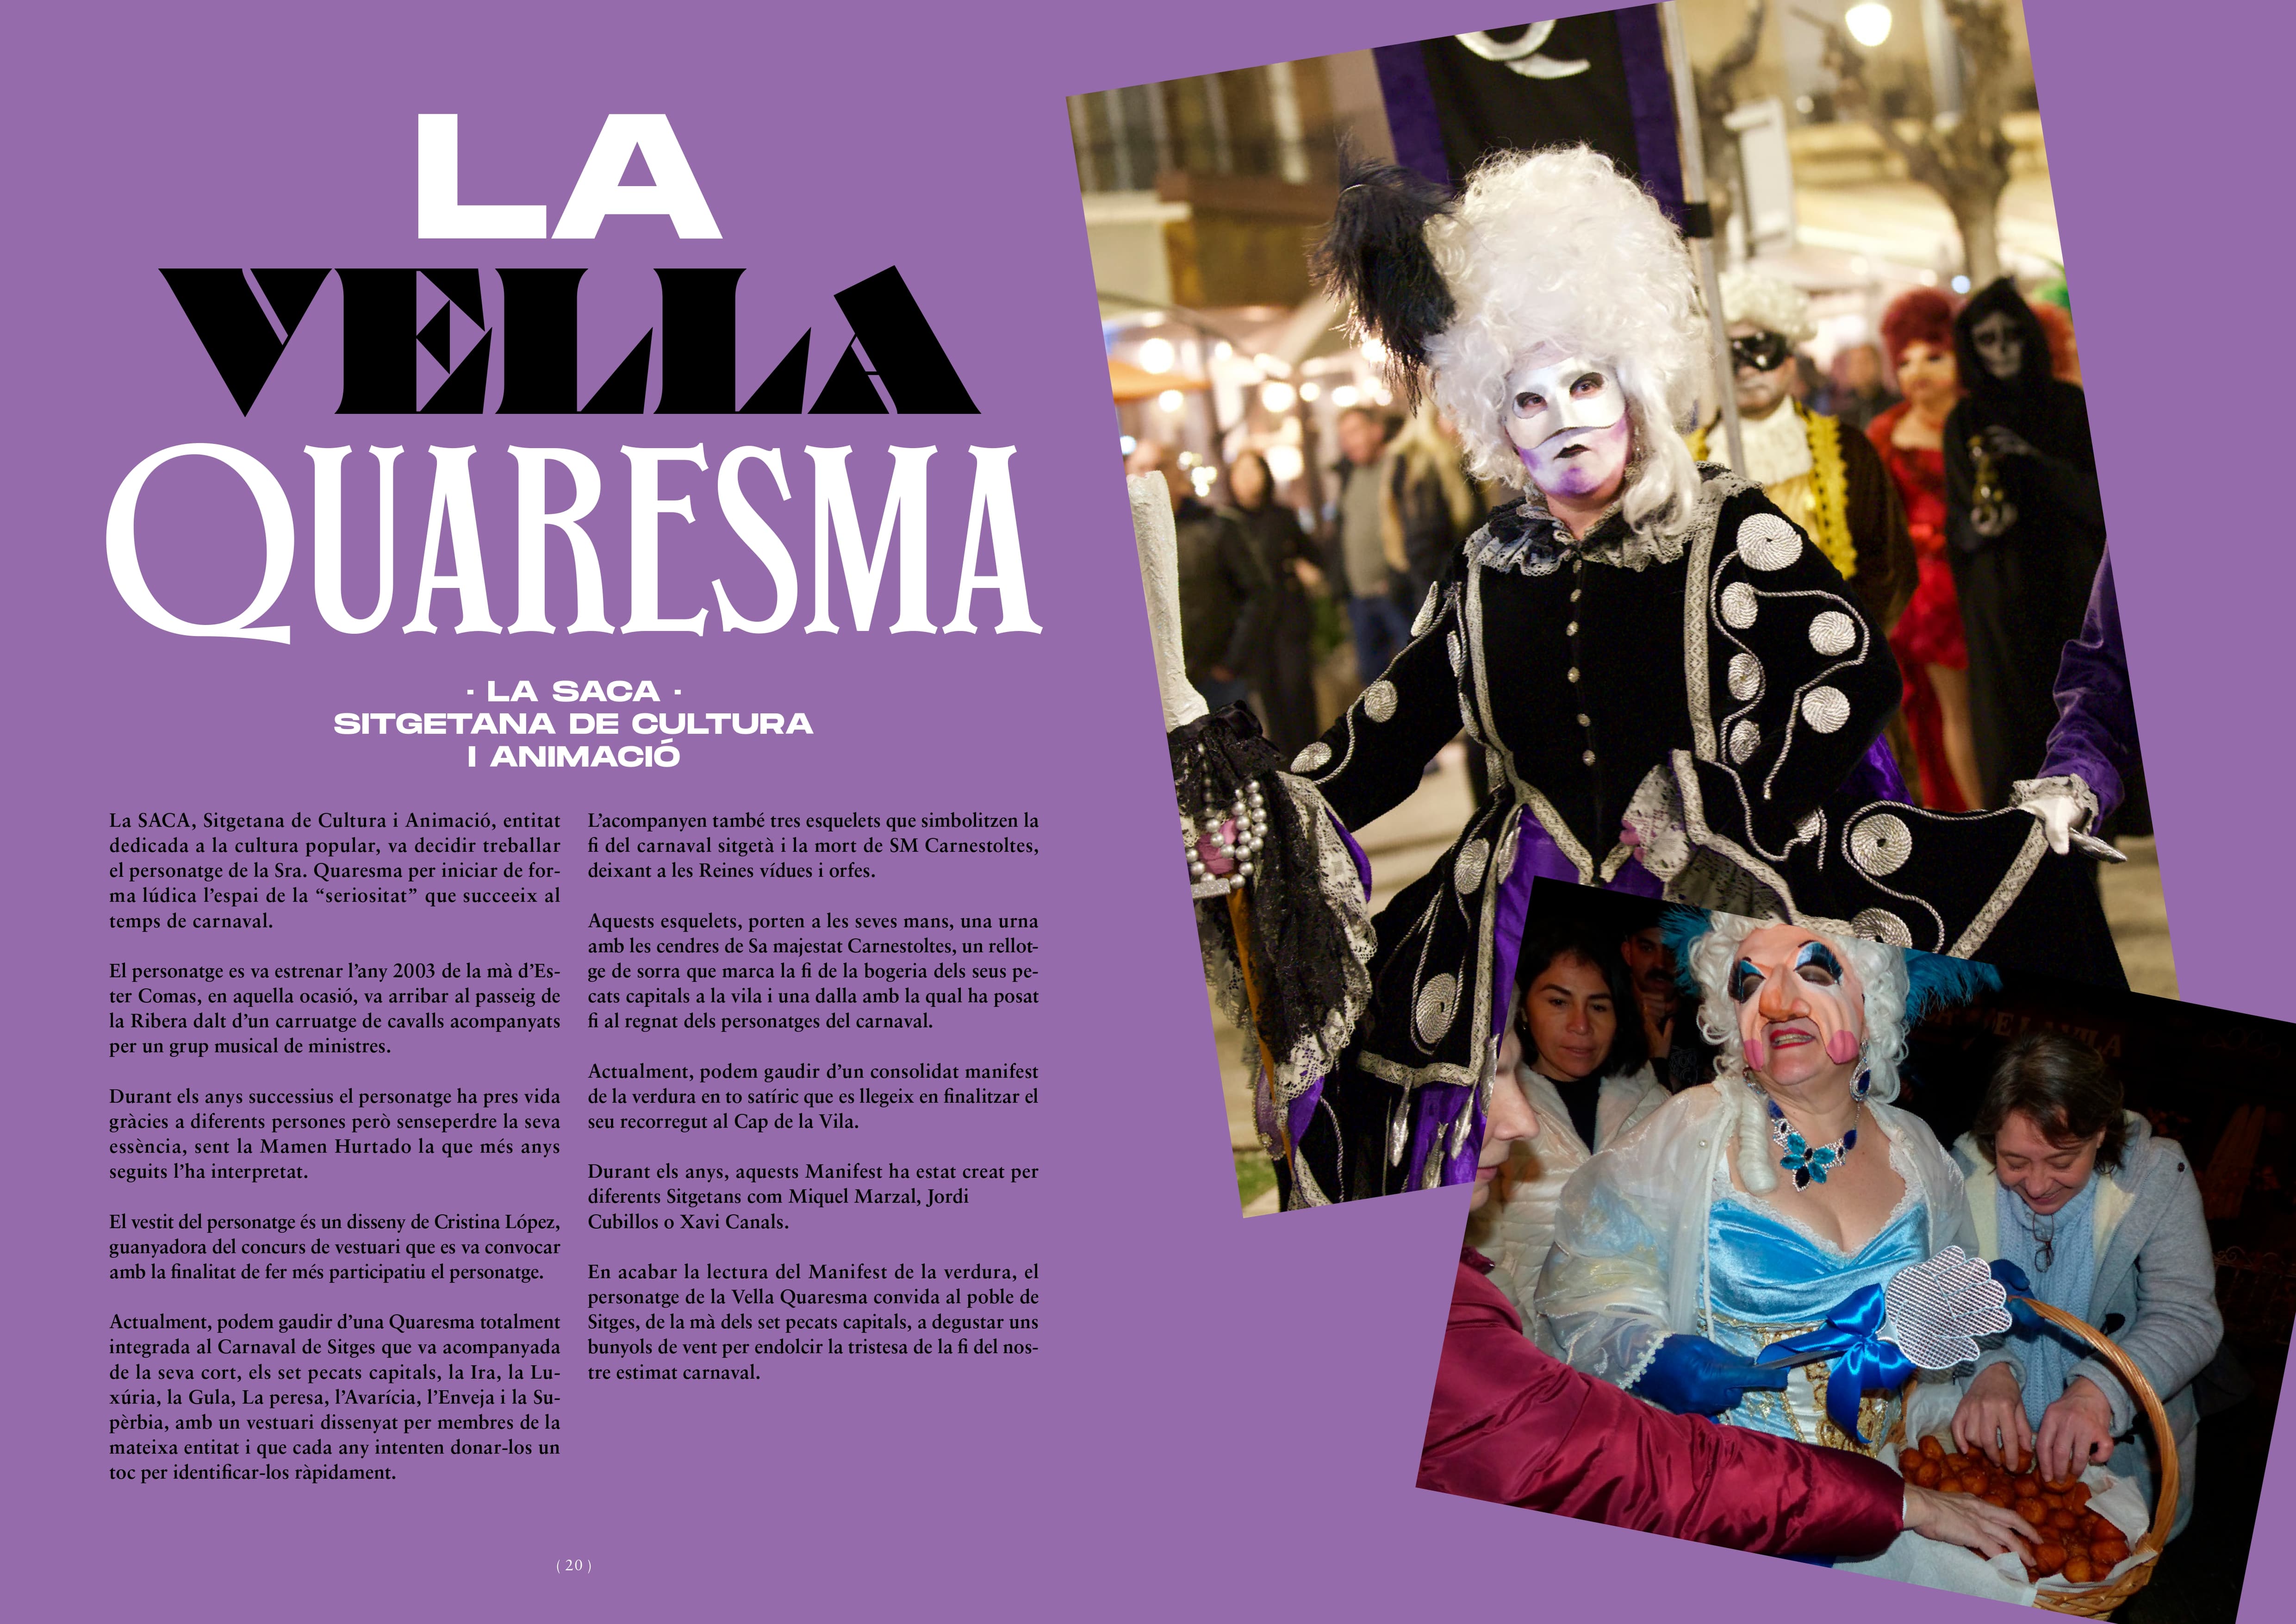 LA
VELLA
QUARESMA
· LA SACA ·
SITGETANA DE CULTURA
I ANIMACIÓ
La SACA, Sitgetana de Cultura i Animació, entitat
dedicada a la cultura popular, va decidir treballar
el personatge de la Sra. Quaresma per iniciar de for-
ma lúdica l’espai de la “seriositat” que succeeix al
temps de carnaval.
El personatge es va estrenar l’any 2003 de la mà d’Es-
ter Comas, en aquella ocasió, va arribar al passeig de
la Ribera dalt d’un carruatge de cavalls acompanyats
per un grup musical de ministres.
Durant els anys successius el personatge ha pres vida
gràcies a diferents persones però senseperdre la seva
essència, sent la Mamen Hurtado la que més anys
seguits l’ha interpretat.
El vestit del personatge és un disseny de Cristina López,
guanyadora del concurs de vestuari que es va convocar
amb la finalitat de fer més participatiu el personatge.
Actualment, podem gaudir d’una Quaresma totalment
integrada al Carnaval de Sitges que va acompanyada
de la seva cort, els set pecats capitals, la Ira, la Lu-
xúria, la Gula, La peresa, l’Avarícia, l’Enveja i la Su-
pèrbia, amb un vestuari dissenyat per membres de la
mateixa entitat i que cada any intenten donar-los un
toc per identificar-los ràpidament.
L’acompanyen també tres esquelets que simbolitzen la
fi del carnaval sitgetà i la mort de SM Carnestoltes,
deixant a les Reines vídues i orfes.
Aquests esquelets, porten a les seves mans, una urna
amb les cendres de Sa majestat Carnestoltes, un rellot-
ge de sorra que marca la fi de la bogeria dels seus pe-
cats capitals a la vila i una dalla amb la qual ha posat
fi al regnat dels personatges del carnaval.
Actualment, podem gaudir d’un consolidat manifest
de la verdura en to satíric que es llegeix en finalitzar el
seu recorregut al Cap de la Vila.
Durant els anys, aquests Manifest ha estat creat per
diferents Sitgetans com Miquel Marzal, Jordi
Cubillos o Xavi Canals.
En acabar la lectura del Manifest de la verdura, el
personatge de la Vella Quaresma convida al poble de
Sitges, de la mà dels set pecats capitals, a degustar uns
bunyols de vent per endolcir la tristesa de la fi del nos-
tre estimat carnaval.
( 20 )
Q